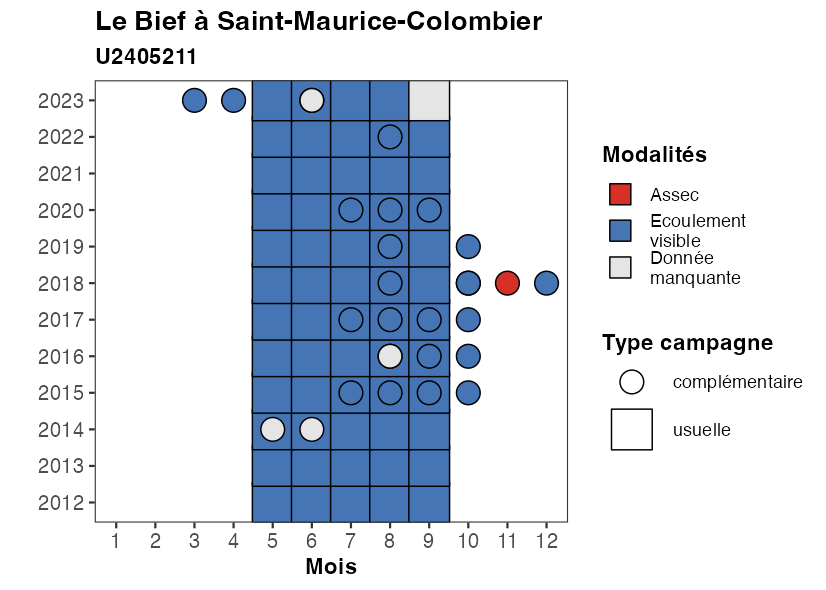 Le Bief à Saint-Maurice-Colombier
U2405211
2023
2022
2021
2020
2019
2018
2017
2016
2015
2014
2013
2012
1 2 3 4 5 6 7 8 9 10 11 12
Mois
Modalités
Assec
Ecoulement
visible
Donnée
manquante
Type campagne
complémentaire
usuelle